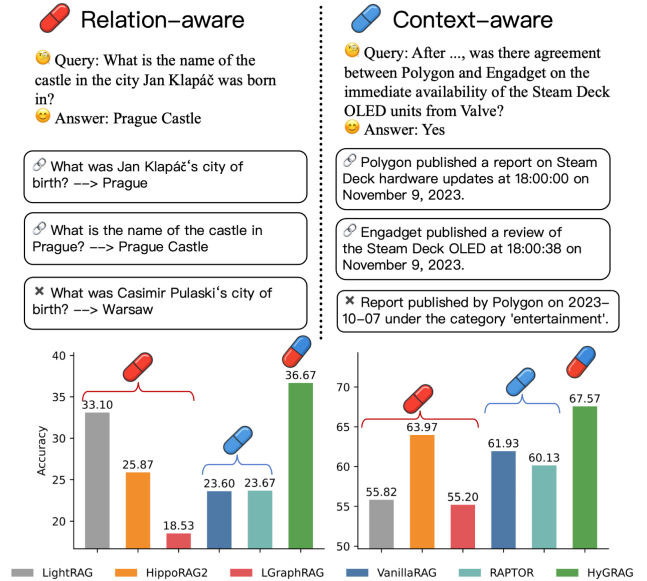 Relation-aware
Query: What is the name of the
castle in the city Jan Klapáč was born
in?
Answer: Prague Castle
What was Jan Klapáč‘s city of
birth? --> Prague
What is the name of the castle in
Prague? --> Prague Castle
What was Casimir Pulaski‘s city of
birth? --> Warsaw
Context-aware
Query: After ..., was there agreement
between Polygon and Engadget on the
immediate availability of the Steam Deck
OLED units from Valve?
Answer: Yes
Polygon published a report on Steam
Deck hardware updates at 18:00:00 on
November 9, 2023.
Engadget published a review of
the Steam Deck OLED at 18:00:38 on
November 9, 2023.
Report published by Polygon on 2023-
10-07 under the category 'entertainment'.
Accuracy
40
35
30
25
20
33.10
25.87
18.53
23.60
23.67
36.67
70
65
60
55
50
55.82
63.97
55.20
61.93
60.13
67.57
LightRAG
HippoRAG2
LGraphRAG
VanillaRAG
RAPTOR
HyGRAG